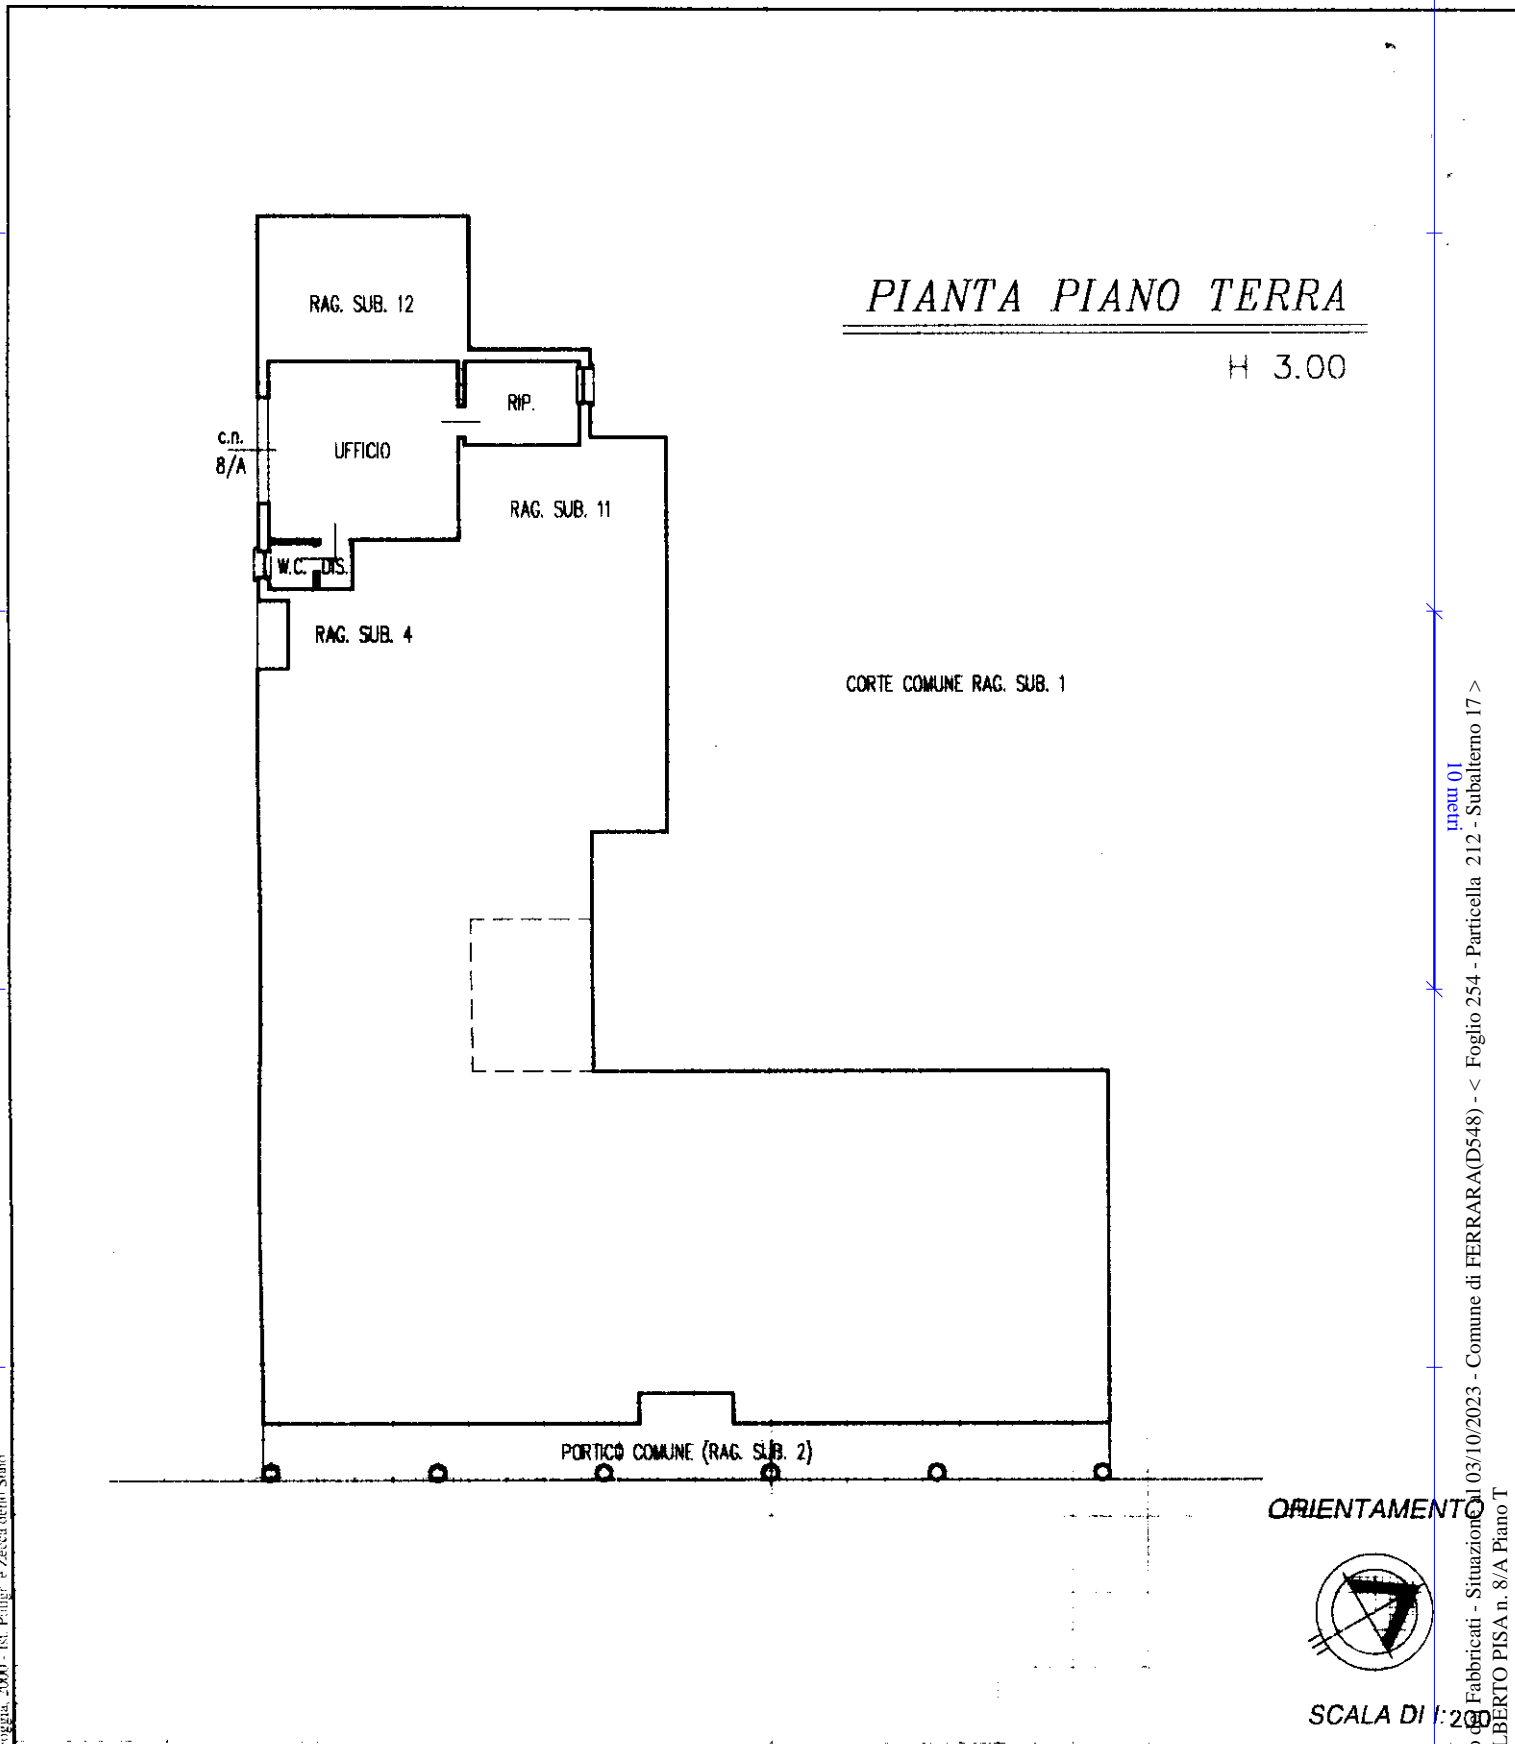 PIANTA PIANO TERRA
H 3.00
RAG. SUB. 12
RIP.
UFFICIO
c.n.
8/A
RAG. SUB. 11
W.C. DIS.
RAG. SUB. 4
CORTE COMUNE RAG. SUB. 1
PORTICO COMUNE (RAG. SUB. 2)
ORIENTAMENTO
SCALA DI 1:200
10 metri
Fabbricati - Situazione al 03/10/2023 - Comune di FERRARA(D548) - < Foglio 254 - Particella 212 - Subalterno 17 >
LBERTO PISA n. 8/A Piano T